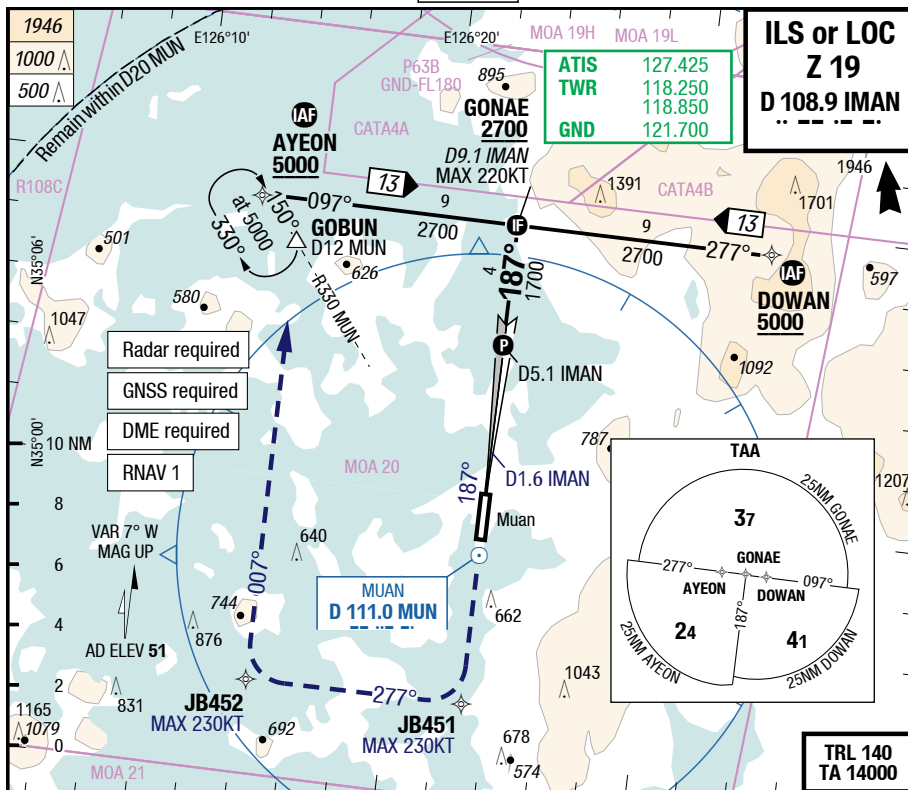 1946
1000
500
E126°10'
E126°20'
MOA 19H
MOA 19L
ILS or LOC
Z 19
D 108.9 IMAN
Remain within D20 MUN
P63B
GND-FL180
895
ATIS 127.425
TWR 118.250
118.850
GND 121.700
IAF
AYEON
5000
CATA4A
GONAE
2700
D9.1 IMAN
MAX 220KT
1946
R108C
13
1391
CATA4B
1701
097°
9
2700
IF
9
2700
13
277°
150°
at 5000
330°
GOBUN
D12 MUN
501
626
R330 MUN
4
187°
1700
IAF
DOWAN
5000
597
N35°06'
580
1047
P
D5.1 IMAN
1092
Radar required
GNSS required
DME required
RNAV 1
N35°00'
10 NM
8
6
4
2
0
MOA 20
787
187°
D1.6 IMAN
Muan
1207
TAA
25NM GONAE
37
GONAE
277°
097°
AYEON
DOWAN
187°
24
41
25NM AYEON
25NM DOWAN
VAR 7° W
MAG UP
AD ELEV 51
007°
640
MUAN
D 111.0 MUN
744
876
662
831
277°
1043
JB452
MAX 230KT
JB451
MAX 230KT
1165
1079
692
678
574
MOA 21
TRL 140
TA 14000